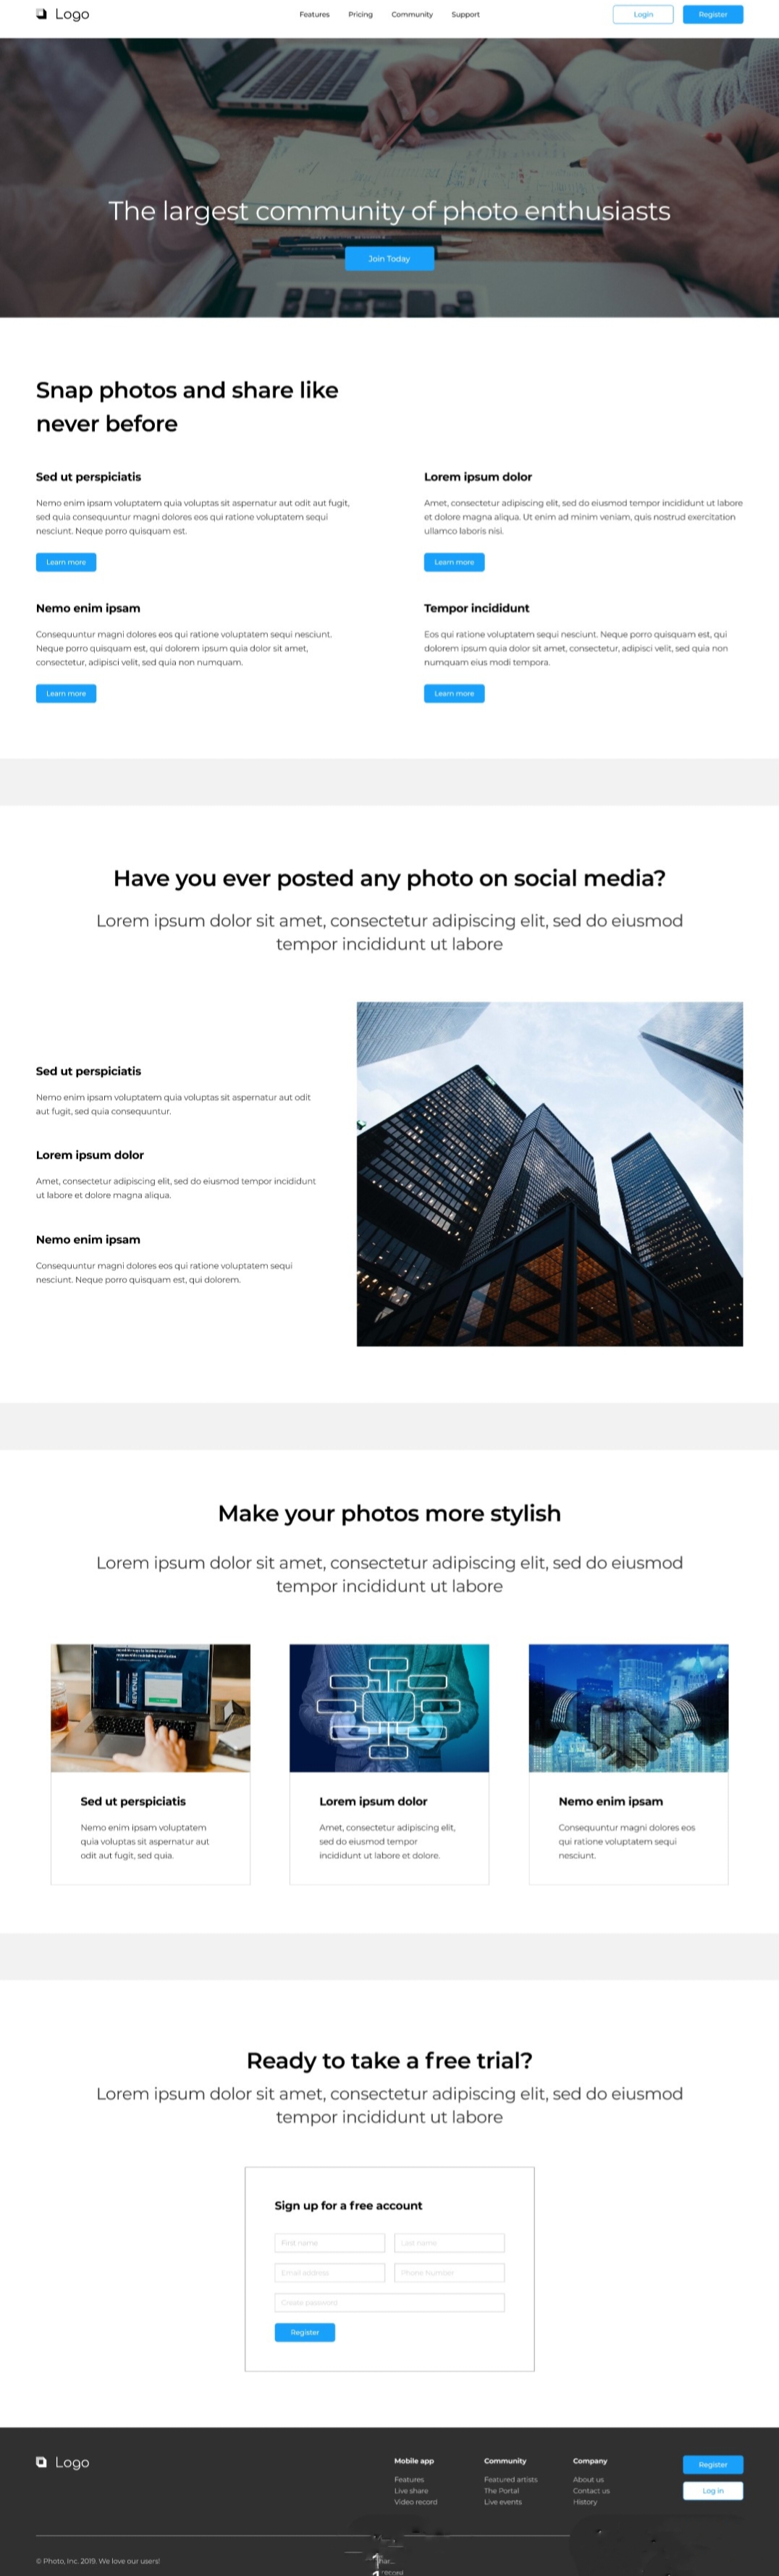 Logo
Features Pricing Community Support
Login Register
The largest community of photo enthusiasts
Join Today
Snap photos and share like
never before
Sed ut perspiciatis
Nemo enim ipsam voluptatem quia voluptas sit aspernatur aut odit aut fugit,
sed quia consequuntur magni dolores eos qui ratione voluptatem sequi
nesciunt. Neque porro quisquam est.
Learn more
Lorem ipsum dolor
Amet, consectetur adipiscing elit, sed do eiusmod tempor incididunt ut labore
et dolore magna aliqua. Ut enim ad minim veniam, quis nostrud exercitation
ullamco laboris nisi.
Learn more
Nemo enim ipsam
Consequuntur magni dolores eos qui ratione voluptatem sequi nesciunt.
Neque porro quisquam est, qui dolorem ipsum quia dolor sit amet,
consectetur, adipisci velit, sed quia non numquam.
Learn more
Tempor incididunt
Eos qui ratione voluptatem sequi nesciunt. Neque porro quisquam est, qui
dolorem ipsum quia dolor sit amet, consectetur, adipisci velit, sed quia non
numquam eius modi tempora.
Learn more
Have you ever posted any photo on social media?
Lorem ipsum dolor sit amet, consectetur adipiscing elit, sed do eiusmod
tempor incididunt ut labore
Sed ut perspiciatis
Nemo enim ipsam voluptatem quia voluptas sit aspernatur aut odit
aut fugit, sed quia consequuntur.
Lorem ipsum dolor
Amet, consectetur adipiscing elit, sed do eiusmod tempor incididunt
ut labore et dolore magna aliqua.
Nemo enim ipsam
Consequuntur magni dolores eos qui ratione voluptatem sequi
nesciunt. Neque porro quisquam est, qui dolorem.
Make your photos more stylish
Lorem ipsum dolor sit amet, consectetur adipiscing elit, sed do eiusmod
tempor incididunt ut labore
REVENUE
Sed ut perspiciatis
Nemo enim ipsam voluptatem
quia voluptas sit aspernatur aut
odit aut fugit, sed quia.
Lorem ipsum dolor
Amet, consectetur adipiscing elit,
sed do eiusmod tempor
incididunt ut labore et dolore.
Nemo enim ipsam
Consequuntur magni dolores eos
qui ratione voluptatem sequi
nesciunt.
Ready to take a free trial?
Lorem ipsum dolor sit amet, consectetur adipiscing elit, sed do eiusmod
tempor incididunt ut labore
Sign up for a free account
First name Last name
Email address Phone Number
Create password
Register
Logo
Mobile app
Features
Live share
Video record
Community
Featured artists
The Portal
Live events
Company
About us
Contact us
History
Register
Log in
© Photo, Inc. 2019. We love our users!